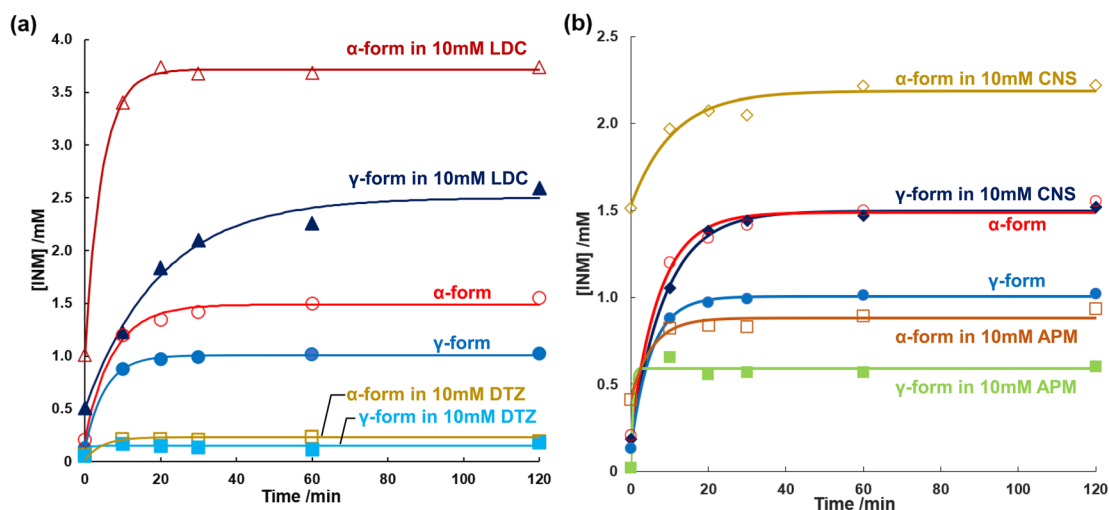 (a)
4.0
3.5
3.0
2.5
2.0
1.5
1.0
0.5
0
[INM] /mM
α-form in 10mM LDC
γ-form in 10mM LDC
α-form
γ-form
α-form in 10mM DTZ
γ-form in 10mM DTZ
0 20 40 60 80 100 120
Time /min
(b)
2.5
2.0
1.5
1.0
0.5
0.0
[INM] /mM
α-form in 10mM CNS
γ-form in 10mM CNS
α-form
γ-form
α-form in 10mM APM
γ-form in 10mM APM
0 20 40 60 80 100 120
Time /min